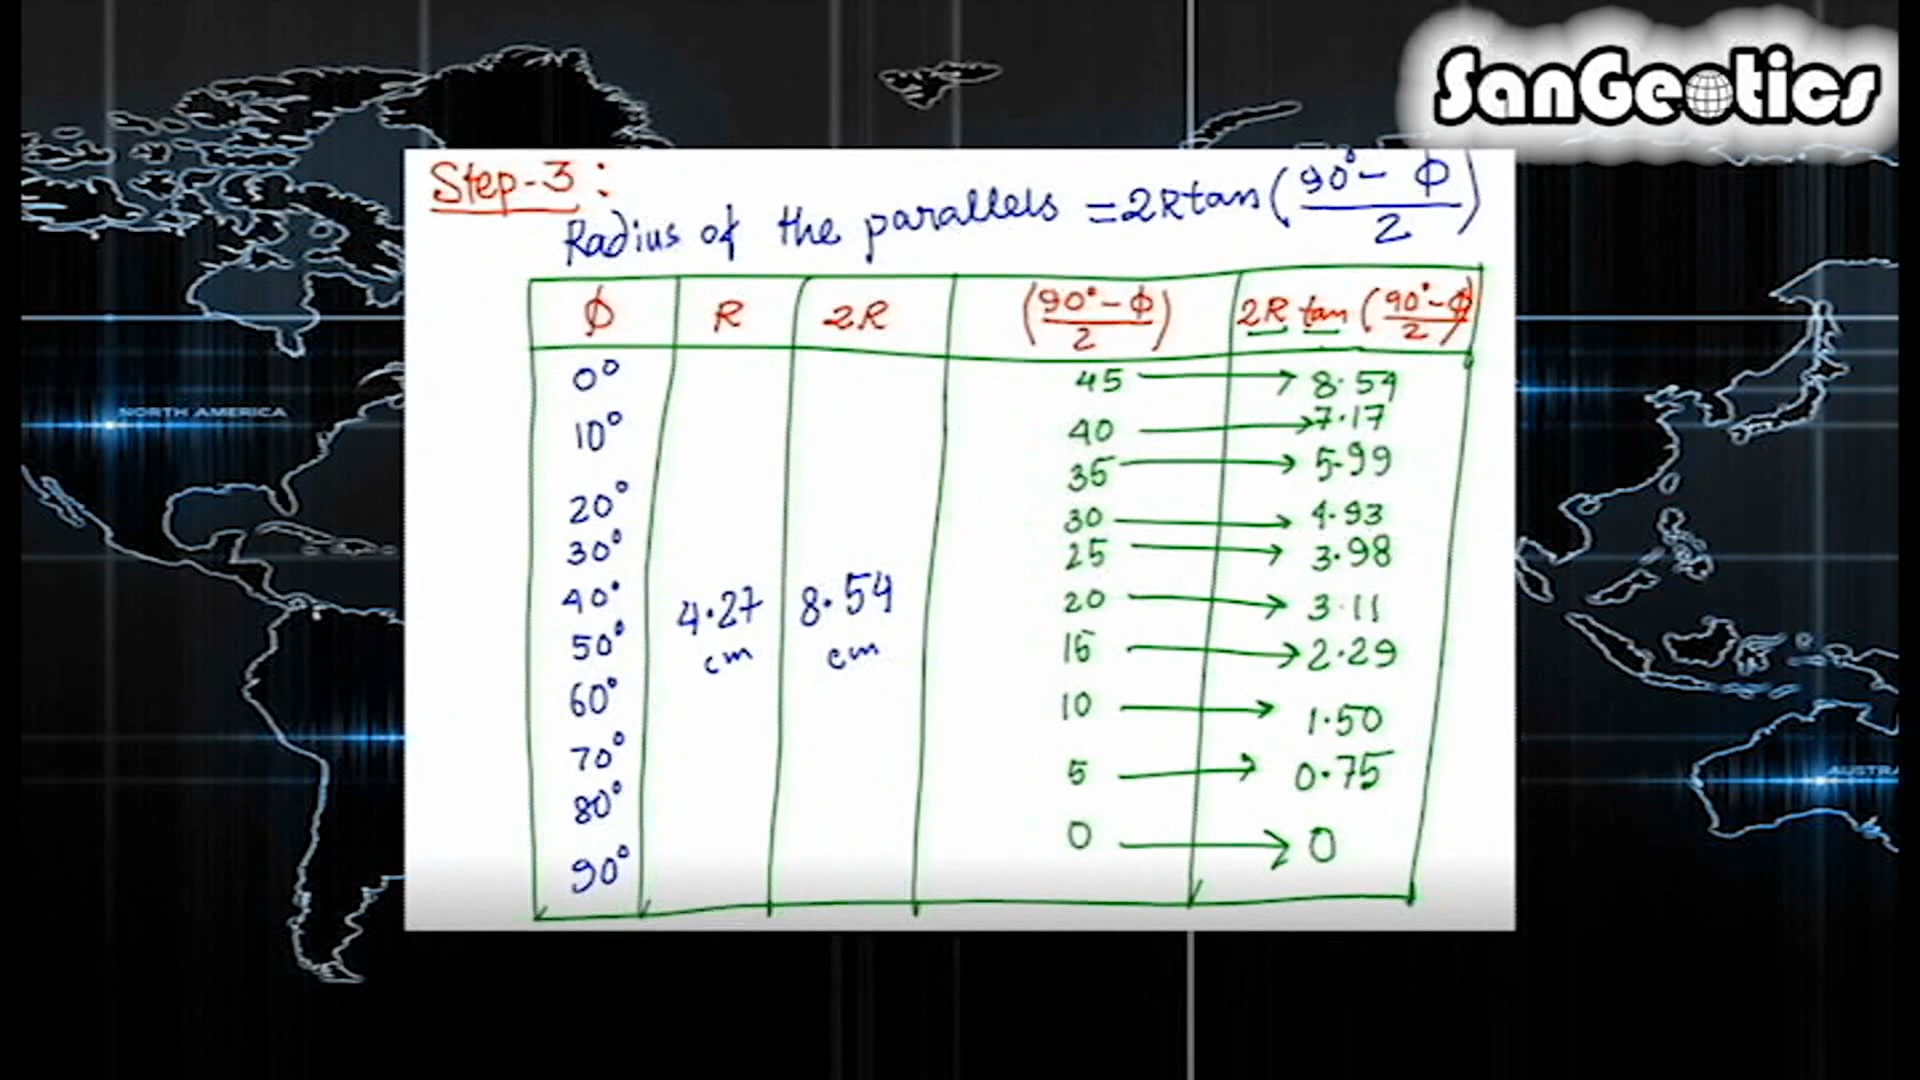 SanGeotics
Step-3:
Radius of the parallels = 2R tan (90° - ϕ / 2)
ϕ R 2R (90° - ϕ / 2) 2R tan (90° - ϕ / 2)
0° 45 → 8.54
10° 40 → 7.17
20° 35 → 5.99
30° 30 → 4.93
40° 25 → 3.98
50° 4.27 cm 8.54 cm 20 → 3.11
60° 15 → 2.29
70° 10 → 1.50
80° 5 → 0.75
90° 0 → 0
NORTH AMERICA
AUSTRA